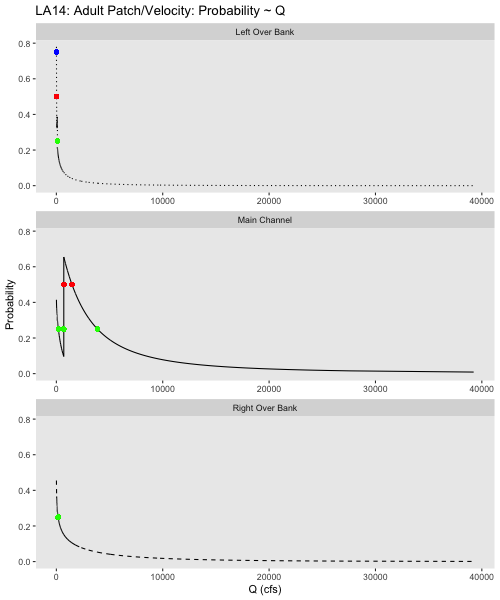 LA14: Adult Patch/Velocity: Probability ~ Q
Left Over Bank
0.8
0.6
0.4
0.2
0.0
0 10000 20000 30000 40000
Main Channel
0.8
0.6
0.4
0.2
0.0
0 10000 20000 30000 40000
Probability
Right Over Bank
0.8
0.6
0.4
0.2
0.0
0 10000 20000 30000 40000
Q (cfs)